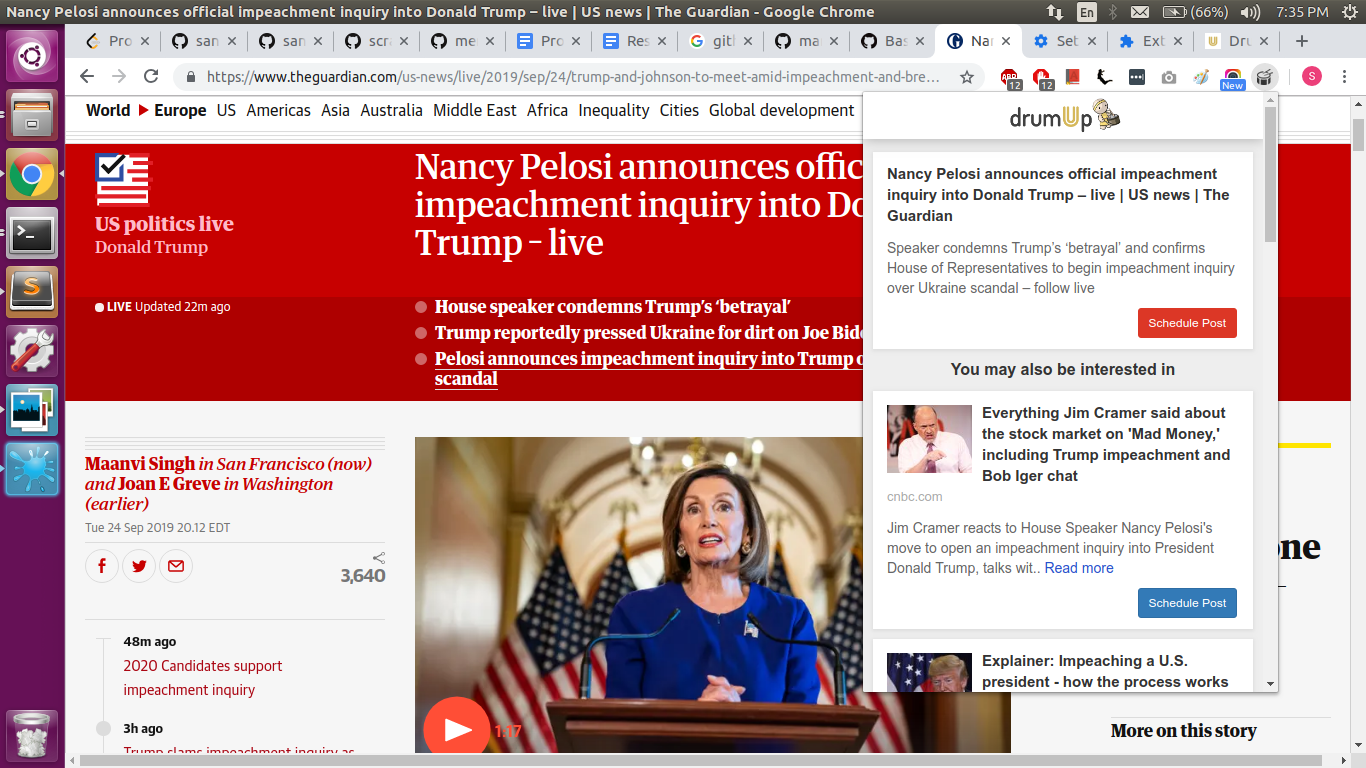 Nancy Pelosi announces official impeachment inquiry into Donald Trump – live | US news | The Guardian - Google Chrome
En
(66%)
7:35 PM
Pro
san
san
scra
me
Pro
Res
gith
ma
Bas
Nan
Set
Ext
Dru
https://www.theguardian.com/us-news/live/2019/sep/24/trump-and-johnson-to-meet-amid-impeachment-and-bre...
ABP
12
12
New
S
World
Europe
US
Americas
Asia
Australia
Middle East
Africa
Inequality
Cities
Global development
US politics live
Donald Trump
LIVE Updated 22m ago
Nancy Pelosi announces offic
impeachment inquiry into Do
Trump – live
House speaker condemns Trump’s ‘betrayal’
Trump reportedly pressed Ukraine for dirt on Joe Bide
Pelosi announces impeachment inquiry into Trump o
scandal
Maanvi Singh in San Francisco (now)
and Joan E Greve in Washington
(earlier)
Tue 24 Sep 2019 20.12 EDT
3,640
48m ago
2020 Candidates support
impeachment inquiry
3h ago
Trump slams impeachment inquiry as
1.17
drumUp
Nancy Pelosi announces official impeachment
inquiry into Donald Trump – live | US news | The
Guardian
Speaker condemns Trump’s ‘betrayal’ and confirms
House of Representatives to begin impeachment inquiry
over Ukraine scandal – follow live
Schedule Post
You may also be interested in
Everything Jim Cramer said about
the stock market on 'Mad Money,'
including Trump impeachment and
Bob Iger chat
cnbc.com
Jim Cramer reacts to House Speaker Nancy Pelosi's
move to open an impeachment inquiry into President
Donald Trump, talks wit.. Read more
Schedule Post
Explainer: Impeaching a U.S.
president - how the process works
one
More on this story